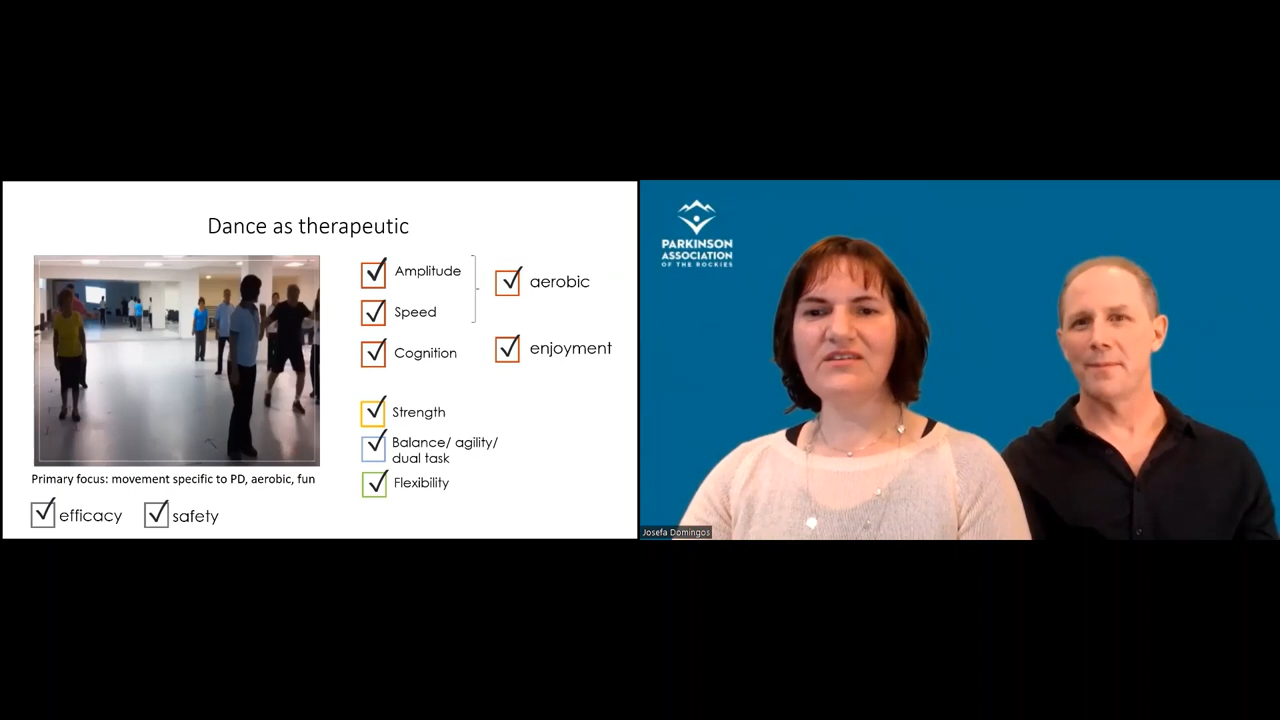 Dance as therapeutic
Amplitude
Speed
Cognition
aerobic
enjoyment
Strength
Balance/ agility/
dual task
Flexibility
Primary focus: movement specific to PD, aerobic, fun
efficacy
safety
PARKINSON
ASSOCIATION
OF THE ROCKIES
Josefa Domingos